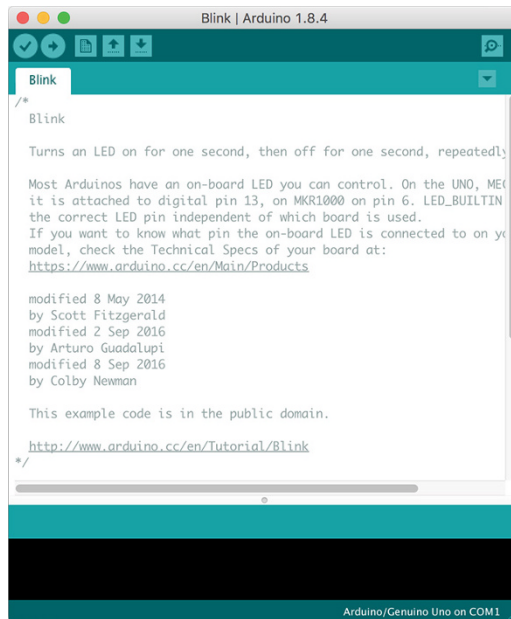 Blink | Arduino 1.8.4
Blink
/*
Blink
Turns an LED on for one second, then off for one second, repeatedly
Most Arduinos have an on-board LED you can control. On the UNO,
it is attached to digital pin 13, on MKR1000 on pin 6. LED_BUILTIN
the correct LED pin independent of which board is used.
If you want to know what pin the on-board LED is connected to on
model, check the Technical Specs of your board at:
https://www.arduino.cc/en/Main/Products
modified 8 May 2014
by Scott Fitzgerald
modified 2 Sep 2016
by Arturo Guadalupi
modified 8 Sep 2016
by Colby Newman
This example code is in the public domain.
http://www.arduino.cc/en/Tutorial/Blink
*/
Arduino/Genuino Uno on COM1